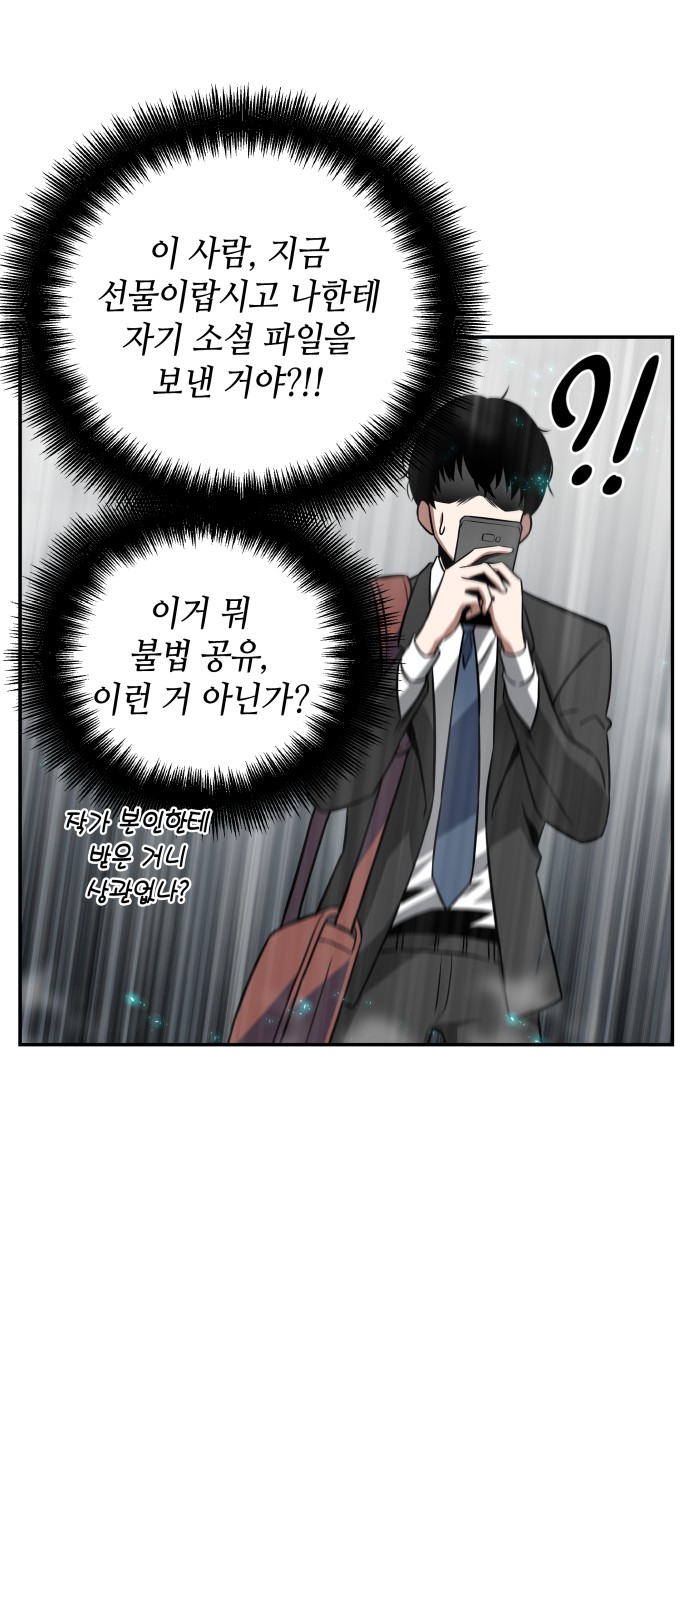 이 사람, 지금
선물이랍시고 나한테
자기 소설 파일을
보낸 거야?!!
?!
이거 뭐
불법 공유,
이런 거 아닌가?
작가 본인한테
받은 거니
상관없나?